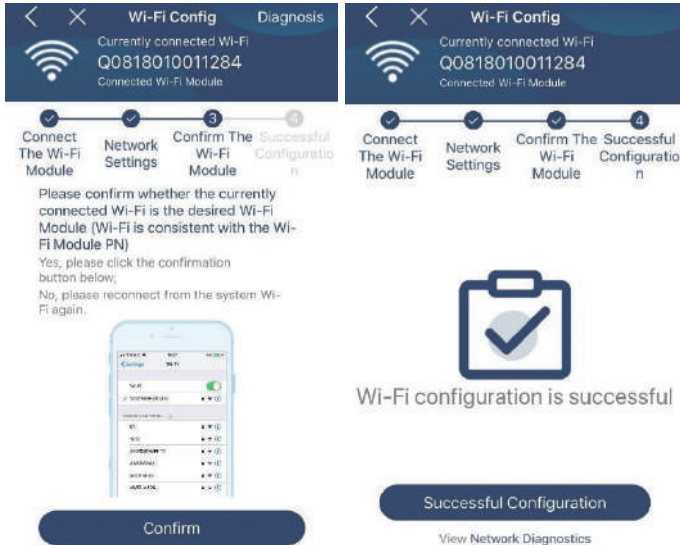 Wi-Fi Config
Diagnosis
Currently connected Wi-Fi
Q0818010011284
Connected Wi-Fi Module
3
4
Connect
The Wi-Fi
Module
Network
Settings
Confirm The
Wi-Fi
Module
Successful
Configuratio
n
Please confirm whether the currently
connected Wi-Fi is the desired Wi-Fi
Module (Wi-Fi is consistent with the Wi-
Fi Module PN)
Yes, please click the confirmation
button below;
No, please reconnect from the system Wi-
Fi again.
Confirm
Wi-Fi Config
Currently connected Wi-Fi
Q0818010011284
Connected Wi-Fi Module
4
Connect
The Wi-Fi
Module
Network
Settings
Confirm The
Wi-Fi
Module
Successful
Configuratio
n
Wi-Fi configuration is successful
Successful Configuration
View Network Diagnostics